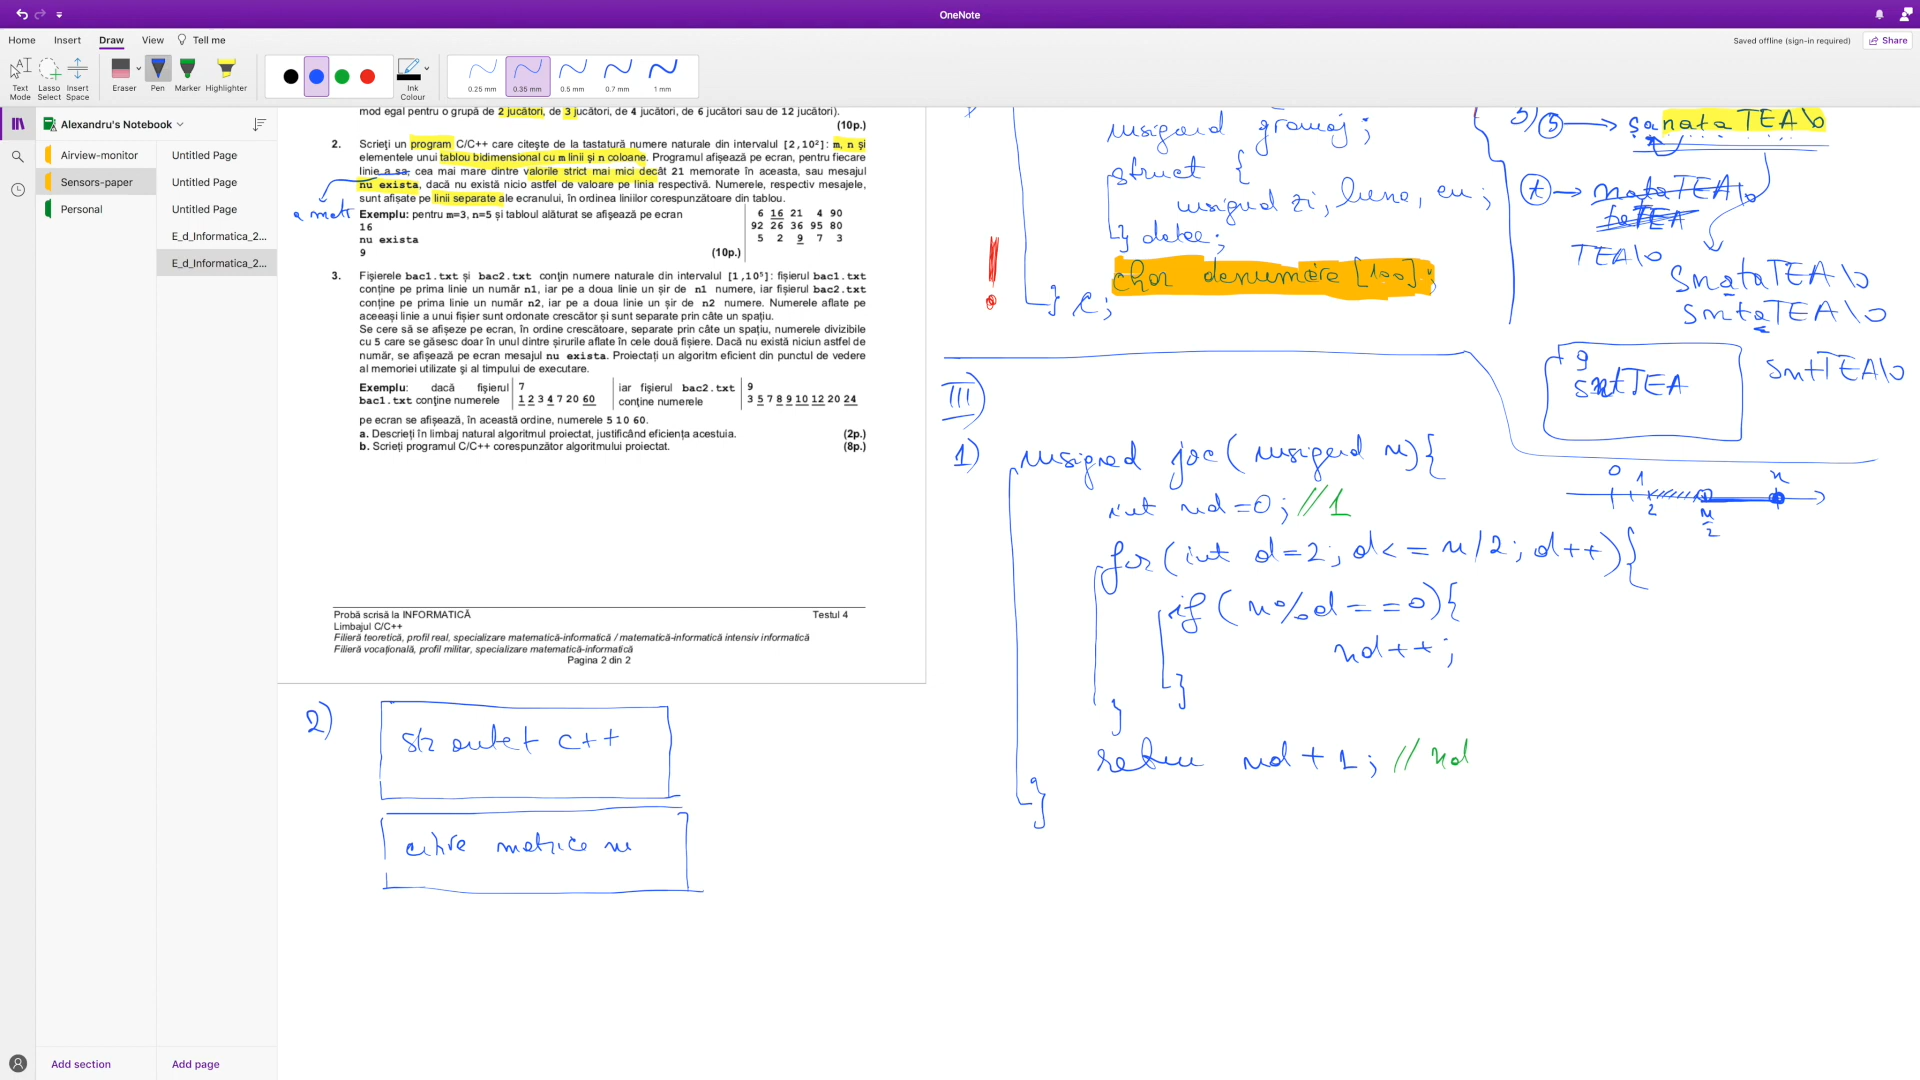 OneNote
Home Insert Draw View Tell me
Saved offline (sign-in required) Share
Text Mode Lasso Select Insert Space Eraser Pen Marker Highlighter Ink Colour 0.25 mm 0.35 mm 0.5 mm 0.7 mm 1 mm
Alexandru's Notebook
Airview-monitor
Sensors-paper
Personal
Untitled Page
Untitled Page
Untitled Page
E_d_Informatica_2...
E_d_Informatica_2...
Add section
Add page
mod egal pentru o grupă de 2 jucători, de 3 jucători, de 4 jucători, de 6 jucători sau de 12 jucători).
(10p.)
2. Scrieți un program C/C++ care citește de la tastatură numere naturale din intervalul [2,10²]: m, n și
elementele unui tablou bidimensional cu m linii și n coloane. Programul afișează pe ecran, pentru fiecare
linie a sa, cea mai mare dintre valorile strict mai mici decât 21 memorate în aceasta, sau mesajul
nu exista, dacă nu există nicio astfel de valoare pe linia respectivă. Numerele, respectiv mesajele,
sunt afișate pe linii separate ale ecranului, în ordinea liniilor corespunzătoare din tablou.
Exemplu: pentru m=3, n=5 și tabloul alăturat se afișează pe ecran
16
nu exista
9
(10p.)
6 16 21 4 90
92 26 36 95 80
5 2 9 7 3
3. Fișierele bac1.txt și bac2.txt conțin numere naturale din intervalul [1,10⁵]: fișierul bac1.txt
conține pe prima linie un număr n1, iar pe a doua linie un șir de n1 numere, iar fișierul bac2.txt
conține pe prima linie un număr n2, iar pe a doua linie un șir de n2 numere. Numerele aflate pe
aceeași linie a unui fișier sunt ordonate crescător și sunt separate prin câte un spațiu.
Se cere să se afișeze pe ecran, în ordine crescătoare, separate prin câte un spațiu, numerele divizibile
cu 5 care se găsesc doar în unul dintre șirurile aflate în cele două fișiere. Dacă nu există niciun astfel de
număr, se afișează pe ecran mesajul nu exista. Proiectați un algoritm eficient din punctul de vedere
al memoriei utilizate și al timpului de executare.
Exemplu: dacă fișierul bac1.txt conține numerele
7
1 2 3 4 7 20 60
iar fișierul bac2.txt conține numerele
9
3 5 7 8 9 10 12 20 24
pe ecran se afișează, în această ordine, numerele 5 10 60.
a. Descrieți în limbaj natural algoritmul proiectat, justificând eficiența acestuia. (2p.)
b. Scrieți programul C/C++ corespunzător algoritmului proiectat. (8p.)
Probă scrisă la INFORMATICĂ Testul 4
Limbajul C/C++
Filieră teoretică, profil real, specializare matematică-informatică / matematică-informatică intensiv informatică
Filieră vocațională, profil militar, specializare matematică-informatică
Pagina 2 din 2
2)
antet c++
citire matrice m
unsigned gramaj;
struct {
unsigned zi, luna, an;
} data;
char denumire [100];
} c;
III)
1) unsigned joc( unsigned n){
int nd=0; //1
for(int d=2; d<=n/2; d++){
if( n%d==0){
nd++;
}
}
return nd+1; //nd
}
sanataTEA\0
TEA\0
SnataTEA\0
SntaTEA\0
SntTEA
SntTEA\0
0 1 2 n/2 n